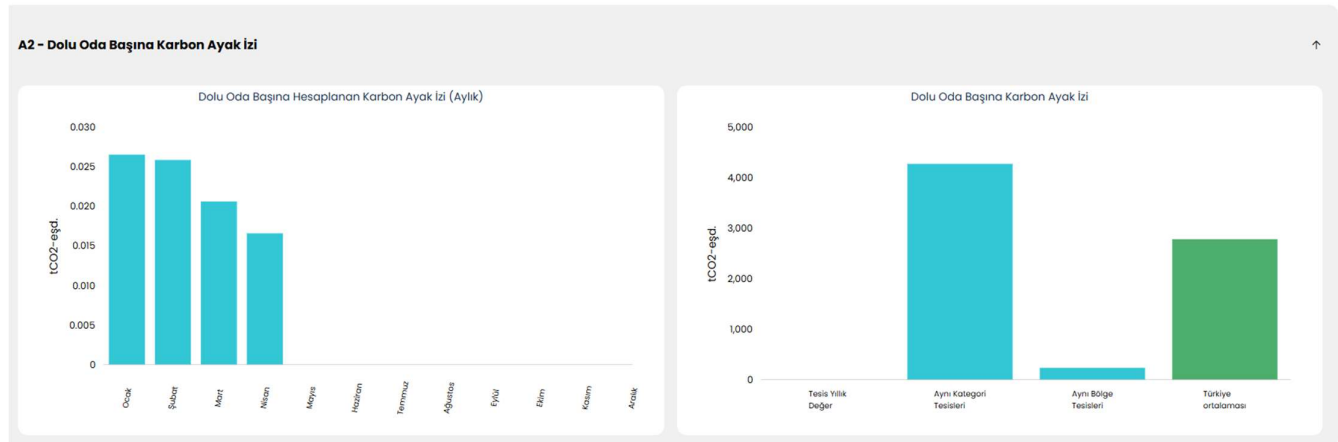 A2 - Dolu Oda Başına Karbon Ayak İzi
↑
Dolu Oda Başına Hesaplanan Karbon Ayak İzi (Aylık)
0.030
0.025
0.020
0.015
0.010
0.005
0
tCO2-eşd.
Ocak
Şubat
Mart
Nisan
Mayıs
Haziran
Temmuz
Ağustos
Eylül
Ekim
Kasım
Aralık
Dolu Oda Başına Karbon Ayak İzi
5,000
4,000
3,000
2,000
1,000
0
tCO2-eşd.
Tesis Yıllık
Değer
Aynı Kategori
Tesisleri
Aynı Bölge
Tesisleri
Türkiye
ortalaması